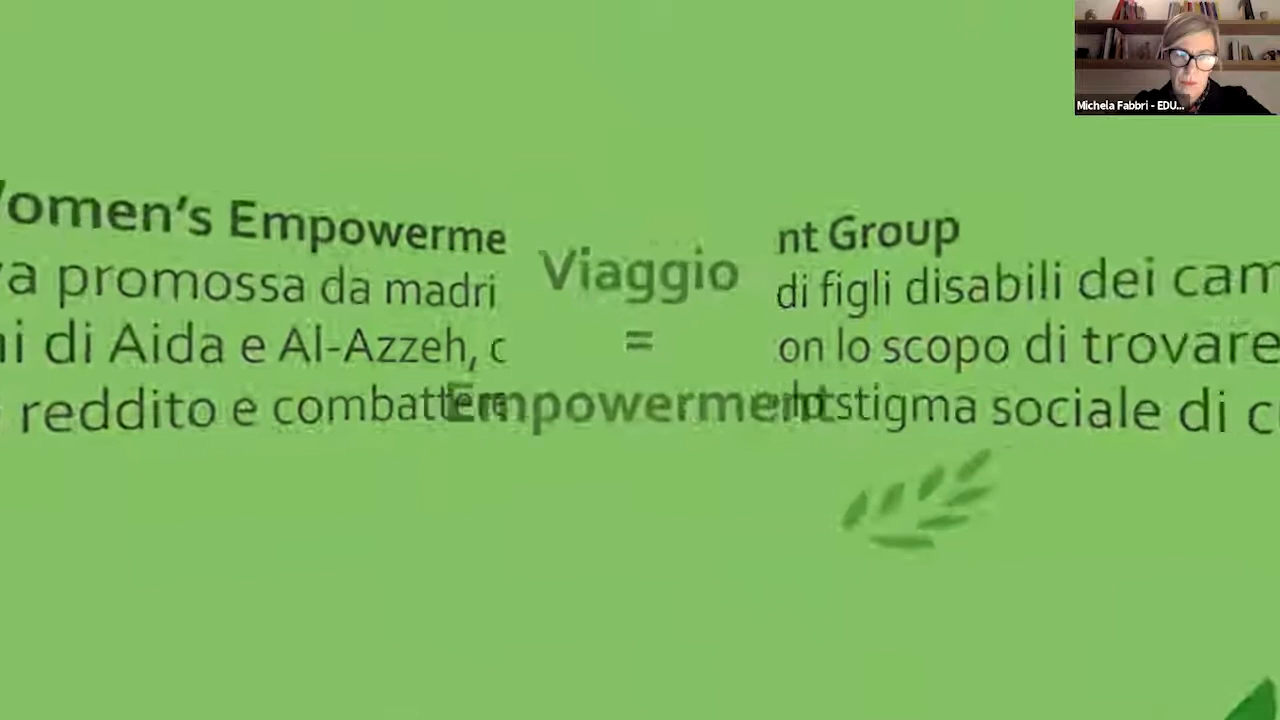 Michela Fabbri - EDU...
omen's Empowerme
nt Group
a promossa da madri
di figli disabili dei cam
i di Aida e Al-Azzeh, c
on lo scopo di trovare
reddito e combattere
stigma sociale di c
Viaggio
=
Empowerment